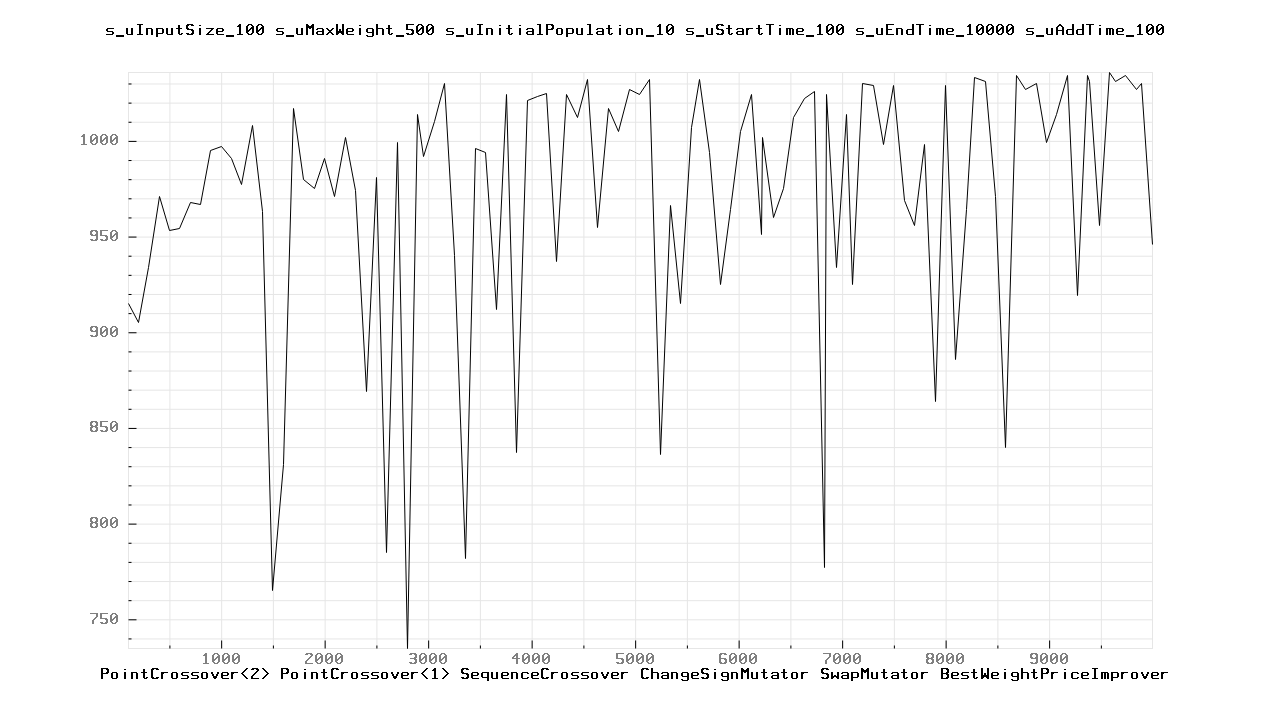 s_uInputSize_100 s_uMaxWeight_500 s_uInitialPopulation_10 s_uStartTime_100 s_uEndTime_10000 s_uAddTime_100
1000
950
900
850
800
750
1000 2000 3000 4000 5000 6000 7000 8000 9000
PointCrossover<2> PointCrossover<1> SequenceCrossover ChangeSignMutator SwapMutator BestWeightPriceImprover